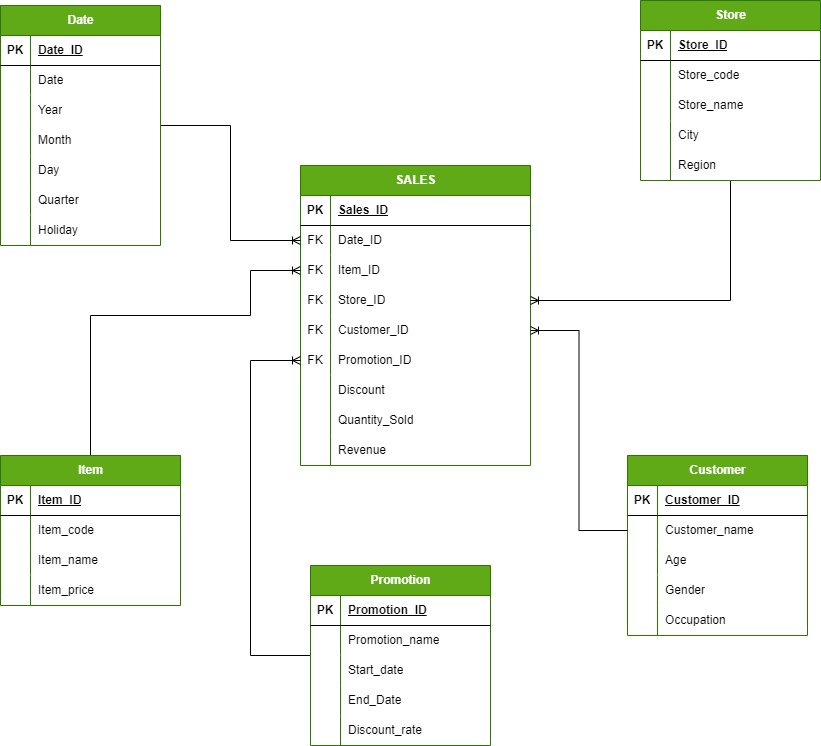 Date
PK Date_ID
Date
Year
Month
Day
Quarter
Holiday
Store
PK Store_ID
Store_code
Store_name
City
Region
SALES
PK Sales_ID
FK Date_ID
FK Item_ID
FK Store_ID
FK Customer_ID
FK Promotion_ID
Discount
Quantity_Sold
Revenue
Item
PK Item_ID
Item_code
Item_name
Item_price
Customer
PK Customer_ID
Customer_name
Age
Gender
Occupation
Promotion
PK Promotion_ID
Promotion_name
Start_date
End_Date
Discount_rate